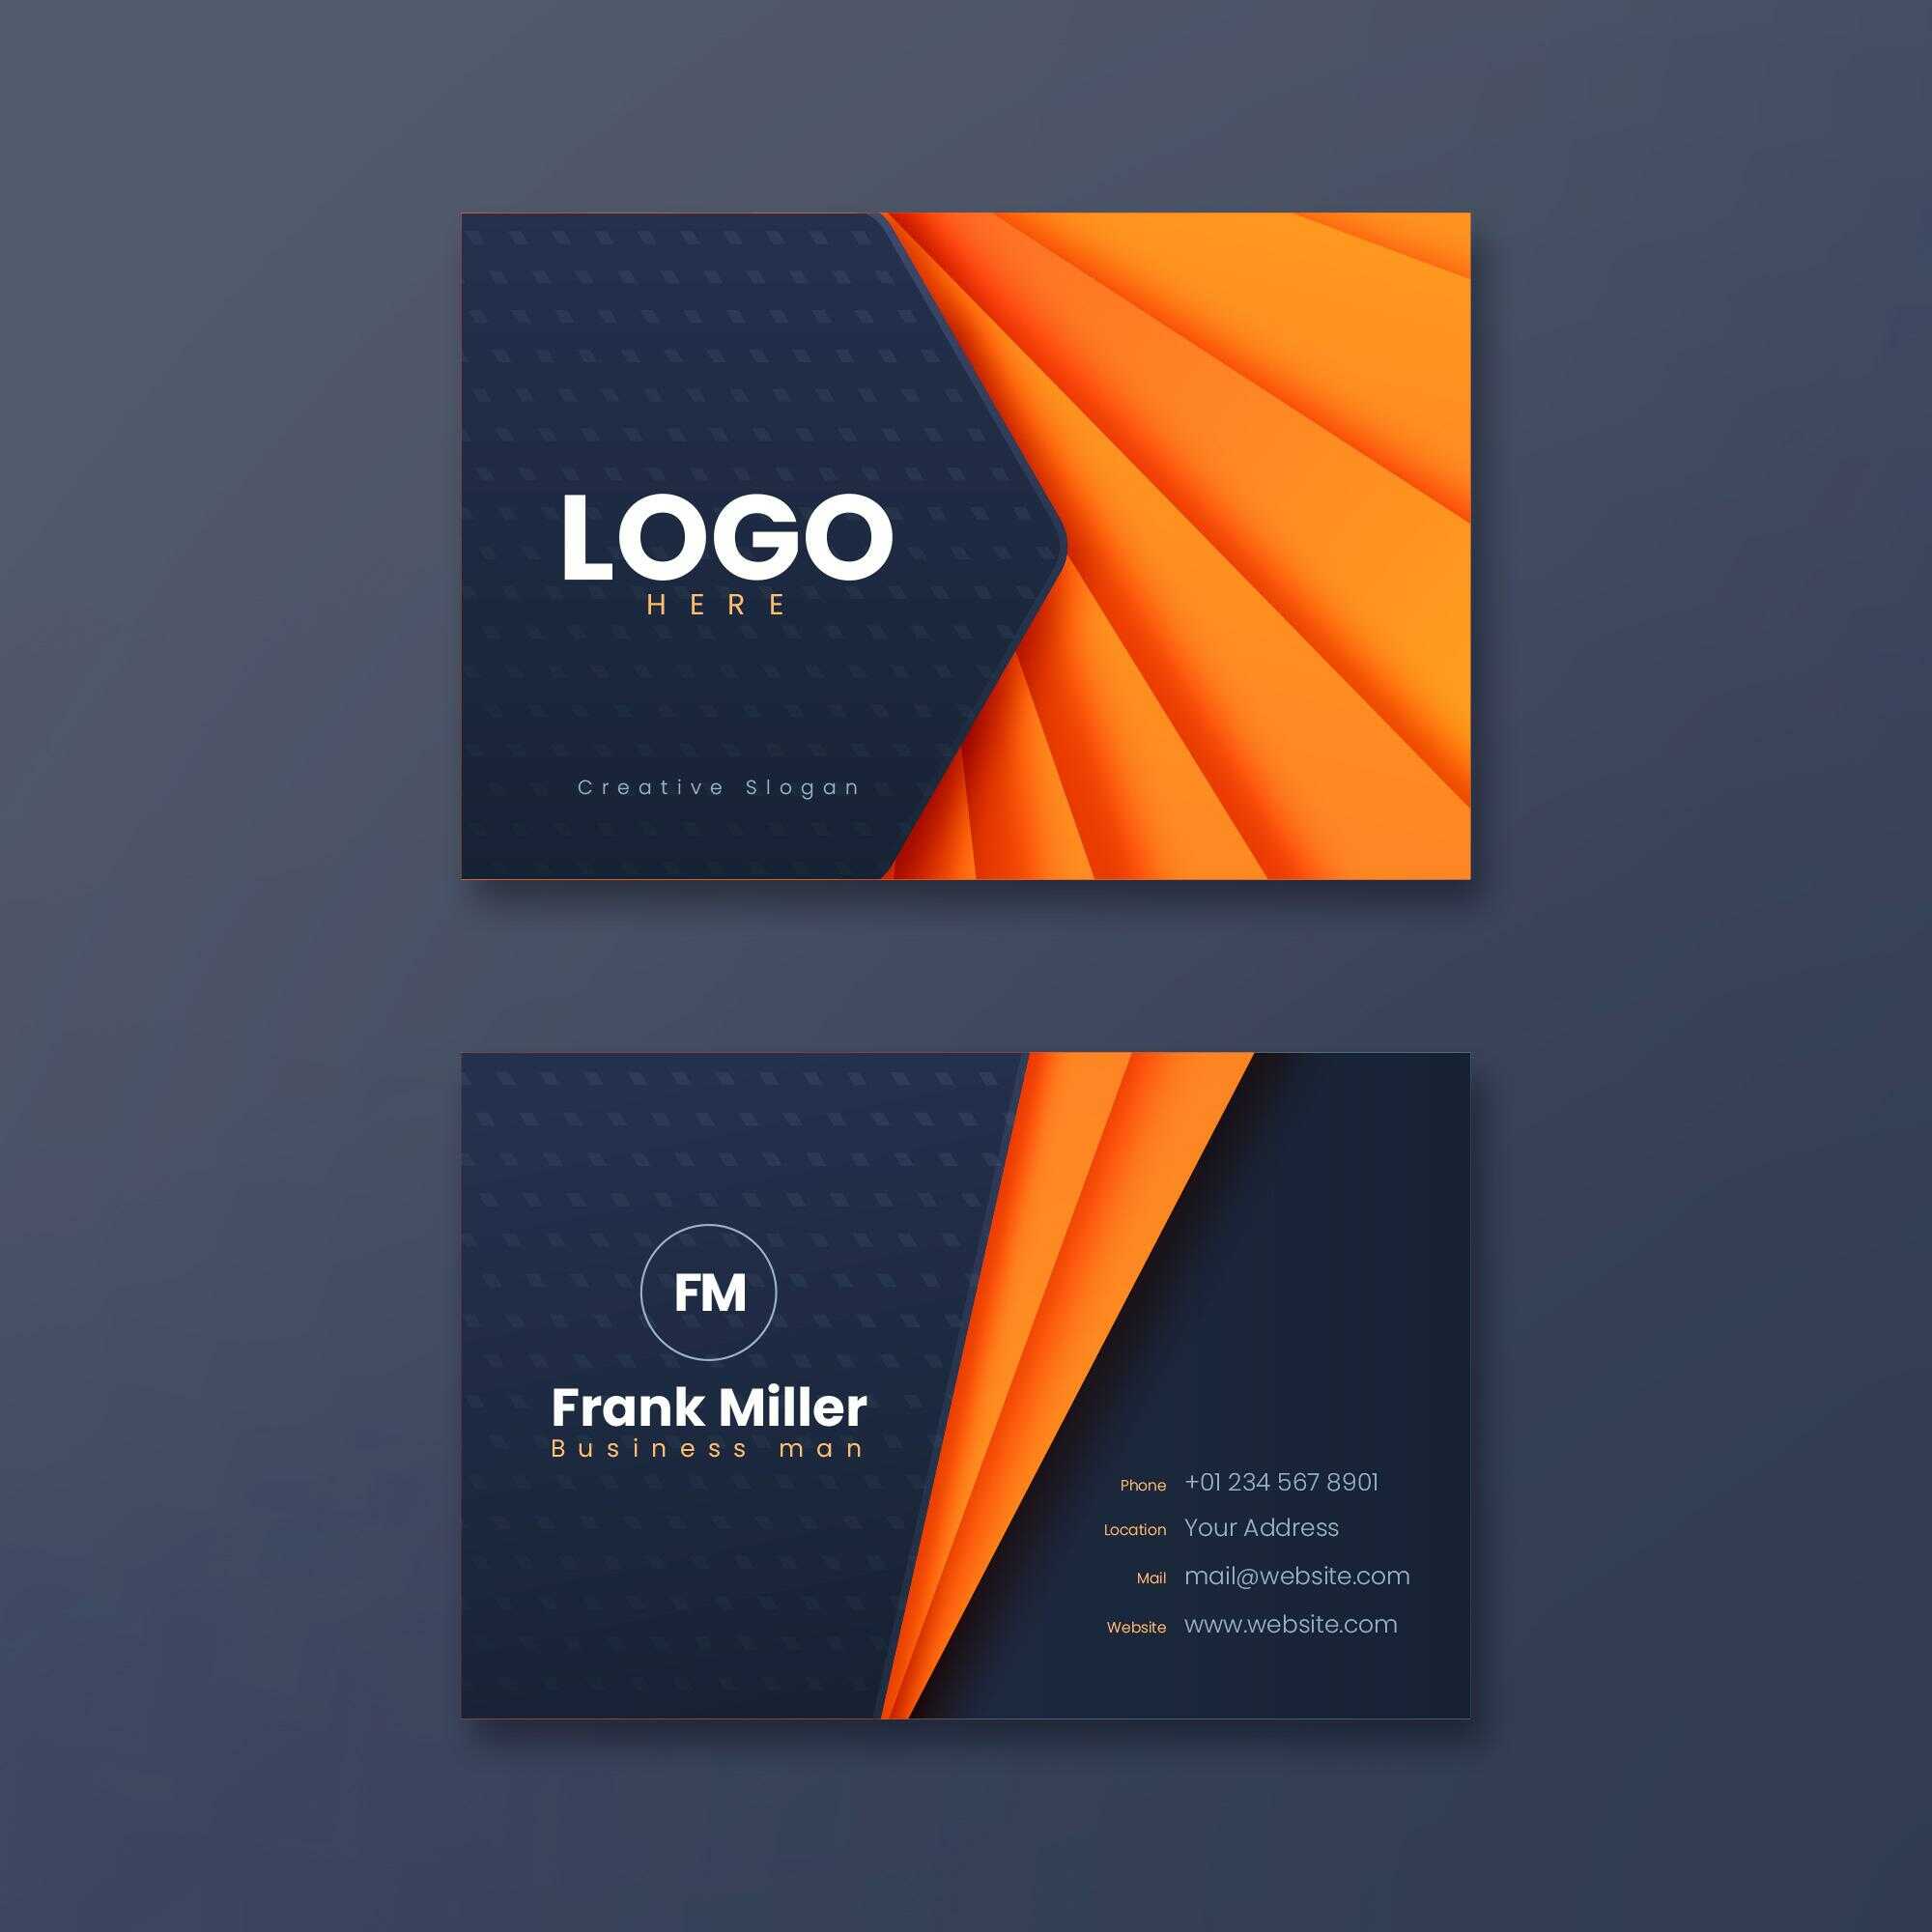 LOGO
HERE
Creative Slogan
FM
Frank Miller
Business man
Phone +01 234 567 8901
Location Your Address
Mail mail@website.com
Website www.website.com